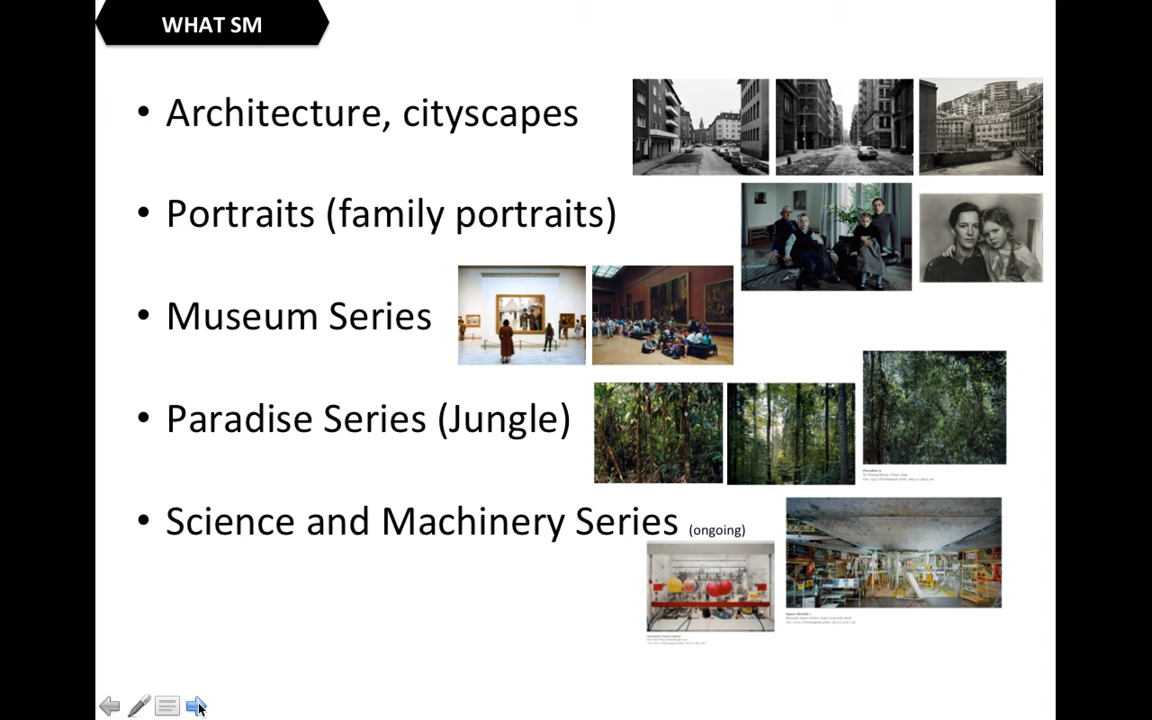 WHAT SM
• Architecture, cityscapes
• Portraits (family portraits)
• Museum Series
• Paradise Series (Jungle)
• Science and Machinery Series (ongoing)